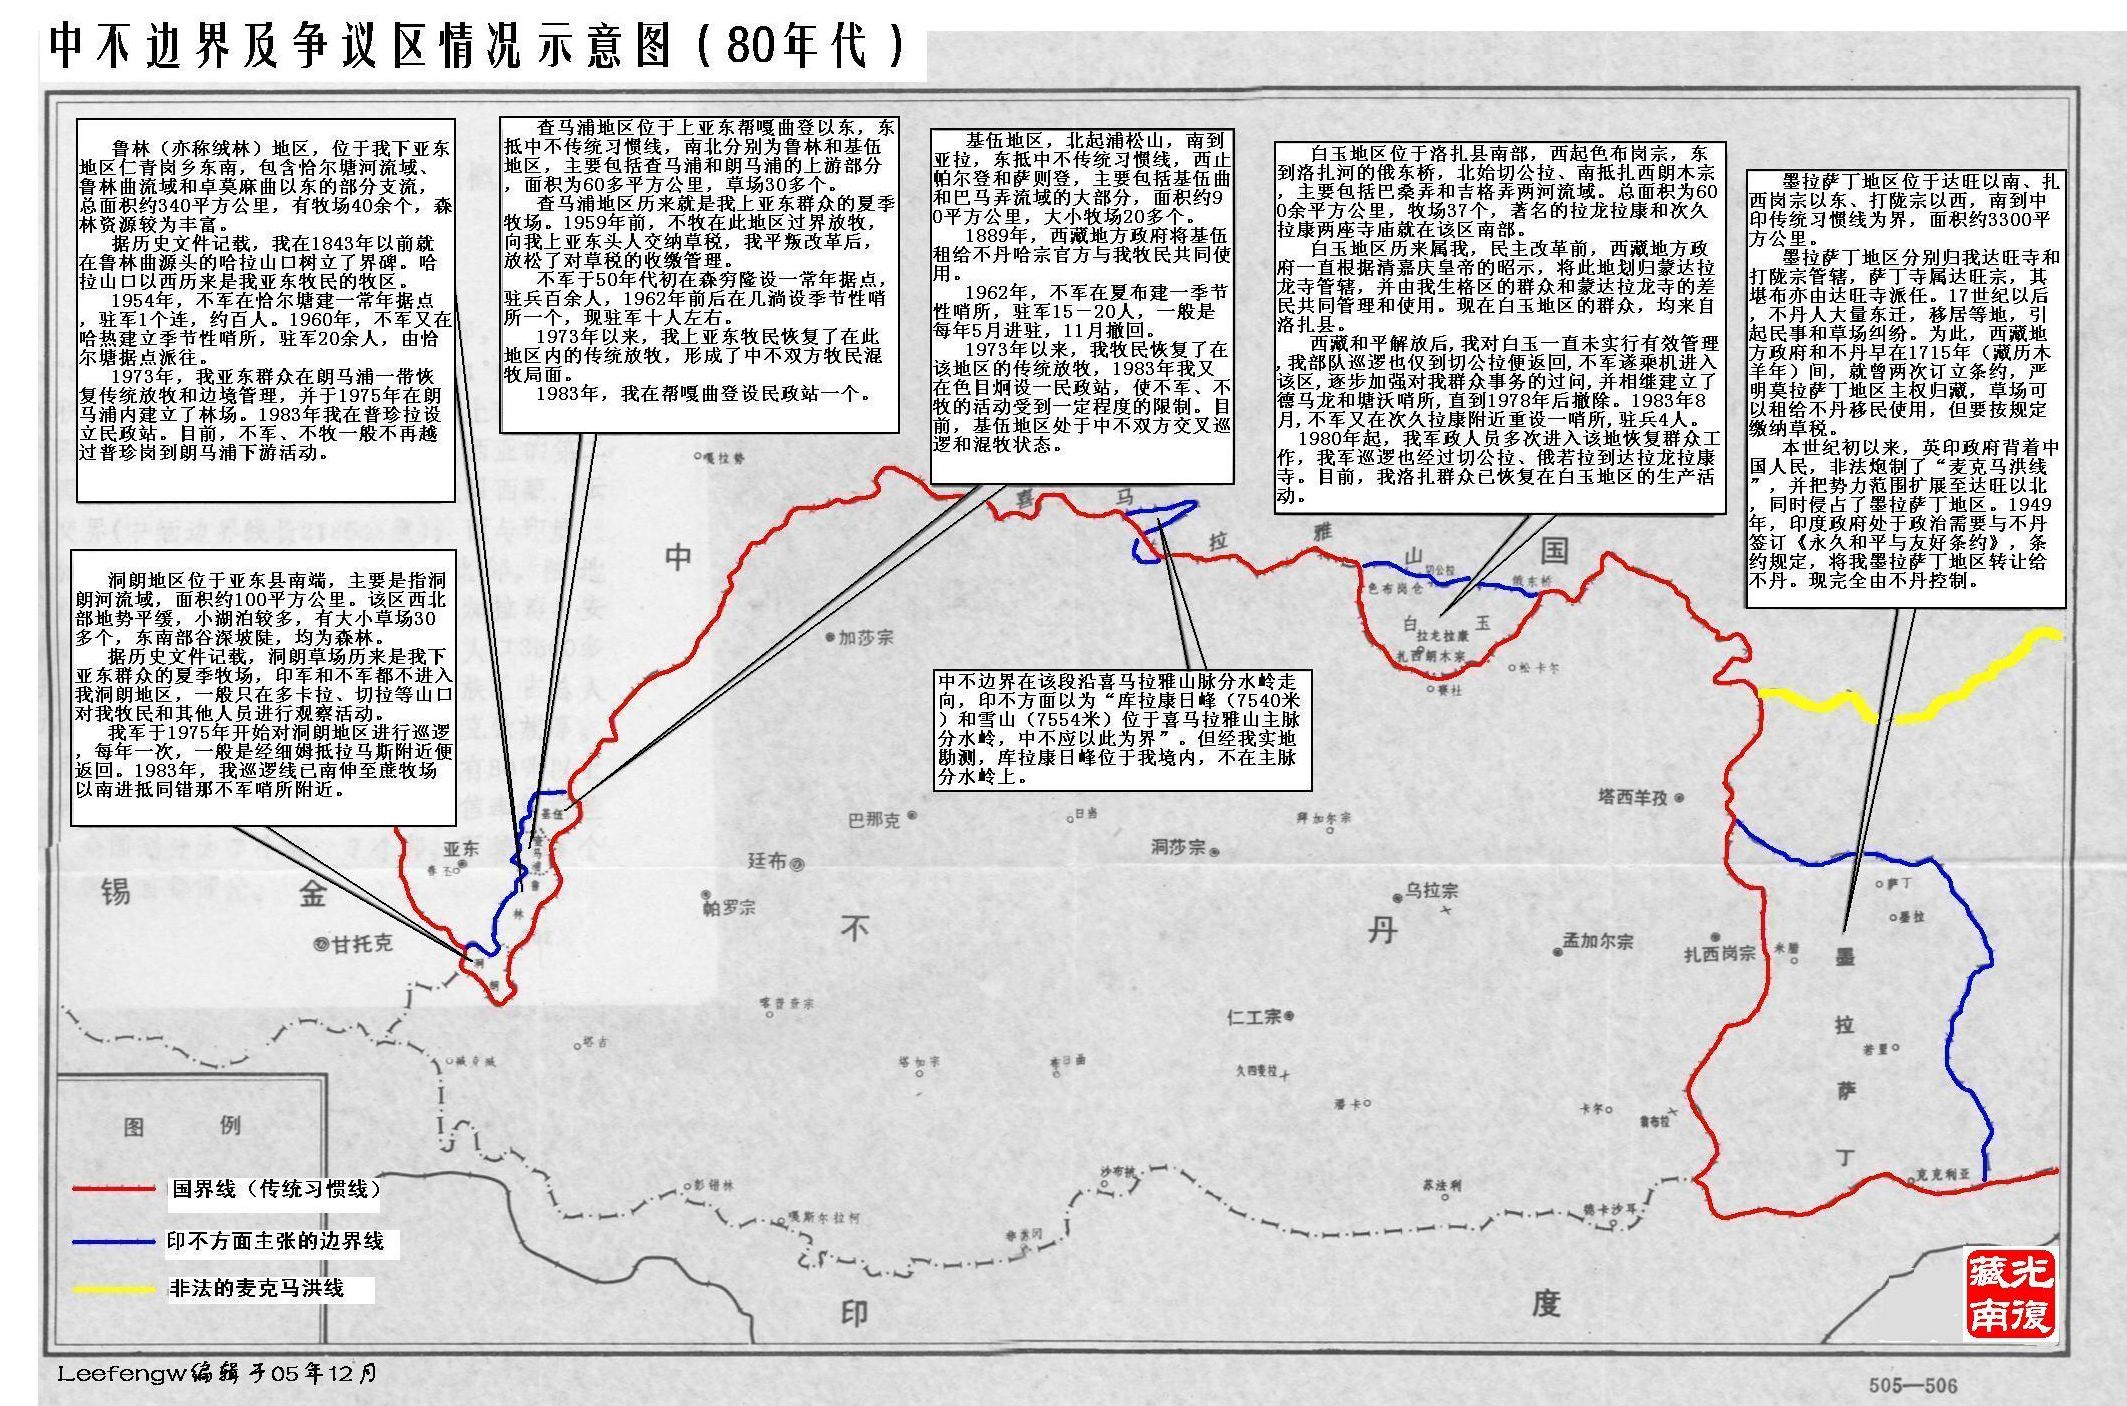 中不边界及争议区情况示意图（80年代）
鲁林（亦称绒林）地区，位于我下亚东
地区仁青岗乡东南，包含恰尔塘河流域、
鲁林曲流域和卓莫麻曲以东的部分支流，
总面积约340平方公里，有牧场40余个，森
林资源较为丰富。
据历史文件记载，我在1843年以前就
在鲁林曲源头的哈拉山口树立了界碑。哈
拉山口以西历来是我亚东牧民的牧区。
1954年，不军在恰尔塘建一常年据点
，驻军1个连，约百人。1960年，不军又在
哈热建立季节性哨所，驻军20余人，由恰
尔塘据点派往。
1973年，我亚东群众在朗马浦一带恢
复传统放牧和边境管理，并于1975年在朗
马浦内建立了林场。1983年我在普珍拉设
立民政站。目前，不军、不牧一般不再越
过普珍岗到朗马浦下游活动。
查马浦地区位于上亚东帮嘎曲登以东，东
抵中不传统习惯线，南北分别为鲁林和基伍
地区，主要包括查马浦和朗马浦的上游部分
，面积为60多平方公里，草场30多个。
查马浦地区历来就是我上亚东群众的夏季
牧场。1959年前，不牧在此地区过界放牧，
向我上亚东头人交纳草税，我平叛改革后，
放松了对草税的收缴管理。
不军于50年代初在森穷隆设一常年据点，
驻兵百余人，1962年前后在几淌设季节性哨
所一个，现驻军十人左右。
1973年以来，我上亚东牧民恢复了在此
地区内的传统放牧，形成了中不双方牧民混
牧局面。
1983年，我在帮嘎曲登设民政站一个。
基伍地区，北起浦松山，南到
亚拉，东抵中不传统习惯线，西止
帕尔登和萨则登，主要包括基伍曲
和巴马弄流域的大部分，面积约9
0平方公里，大小牧场20多个。
1889年，西藏地方政府将基伍
租给不丹哈宗官方与我牧民共同使
用。
1962年，不军在夏布建一季节
性哨所，驻军15－20人，一般是
每年5月进驻，11月撤回。
1973年以来，我牧民恢复了在
该地区的传统放牧，1983年我又
在色目炯设一民政站，使不军、不
牧的活动受到一定程度的限制。目
前，基伍地区处于中不双方交叉巡
逻和混牧状态。
白玉地区位于洛扎县南部，西起色布岗宗，东
到洛扎河的俄东桥，北始切公拉、南抵扎西朗木宗
，主要包括巴桑弄和吉格弄两河流域。总面积为60
0余平方公里，牧场37个，著名的拉龙拉康和次久
拉康两座寺庙就在该区南部。
白玉地区历来属我，民主改革前，西藏地方政
府一直根据清嘉庆皇帝的昭示，将此地划归蒙达拉
龙寺管辖，并由我生格区的群众和蒙达拉龙寺的差
民共同管理和使用。现在白玉地区的群众，均来自
洛扎县。
西藏和平解放后,我对白玉一直未实行有效管理
,我部队巡逻也仅到切公拉便返回,不军遂乘机进入
该区,逐步加强对我群众事务的过问,并相继建立了
德马龙和塘沃哨所,直到1978年后撤除。1983年8
月,不军又在次久拉康附近重设一哨所,驻兵4人。
1980年起，我军政人员多次进入该地恢复群众工
作，我军巡逻也经过切公拉、俄若拉到达拉龙拉康
寺。目前，我洛扎群众已恢复在白玉地区的生产活
动。
墨拉萨丁地区位于达旺以南、扎
西岗宗以东、打陇宗以西，南到中
印传统习惯线为界，面积约3300平
方公里。
墨拉萨丁地区分别归我达旺寺和
打陇宗管辖，萨丁寺属达旺宗，其
堪布亦由达旺寺派任。17世纪以后
，不丹人大量东迁，移居等地，引
起民事和草场纠纷。为此，西藏地
方政府和不丹早在1715年（藏历木
羊年）间，就曾两次订立条约，严
明莫拉萨丁地区主权归藏，草场可
以租给不丹移民使用，但要按规定
缴纳草税。
本世纪初以来，英印政府背着中
国人民，非法炮制了“麦克马洪线
”，并把势力范围扩展至达旺以北
，同时侵占了墨拉萨丁地区。1949
年，印度政府处于政治需要与不丹
签订《永久和平与友好条约》，条
约规定，将我墨拉萨丁地区转让给
不丹。现完全由不丹控制。
洞朗地区位于亚东县南端，主要是指洞
朗河流域，面积约100平方公里。该区西北
部地势平缓，小湖泊较多，有大小草场30
多个，东南部谷深坡陡，均为森林。
据历史文件记载，洞朗草场历来是我下
亚东群众的夏季牧场，印军和不军都不进入
我洞朗地区，一般只在多卡拉、切拉等山口
对我牧民和其他人员进行观察活动。
我军于1975年开始对洞朗地区进行巡逻
，每年一次，一般是经细姆抵拉马斯附近便
返回。1983年，我巡逻线已南伸至蔗牧场
以南进抵同错那不军哨所附近。
中不边界在该段沿喜马拉雅山脉分水岭走
向，印不方面以为“库拉康日峰（7540米
）和雪山（7554米）位于喜马拉雅山主脉
分水岭，中不应以此为界”。但经我实地
勘测，库拉康日峰位于我境内，不在主脉
分水岭上。
嘎拉勢
喜
马
拉
雅
山
中
国
切公拉
俄东桥
色布岗仓
白
玉
拉龙拉康
扎西朗木宗
松卡尔
赛社
加莎宗
塔西羊孜
基伍
查马浦
鲁
林
洞
朗
亚东
春丕
巴那克
日当
拜加尔宗
廷布
洞莎宗
帕罗宗
乌拉宗
锡
金
甘托克
不
丹
孟加尔宗
扎西岗宗
米腊
萨丁
墨拉
墨
拉
萨
丁
若里
喀普奈宗
仁工宗
塔古
塔加宗
布日曲
久四麦拉
潘卡
卡尔
翁布拉
彭错林
嘎斯尔拉柯
沙布挑
苏法利
德卡沙耳
克克利亚
图例
国界线（传统习惯线）
印不方面主张的边界线
非法的麦克马洪线
印
度
光復
藏南
Leefengw编辑于05年12月
505—506